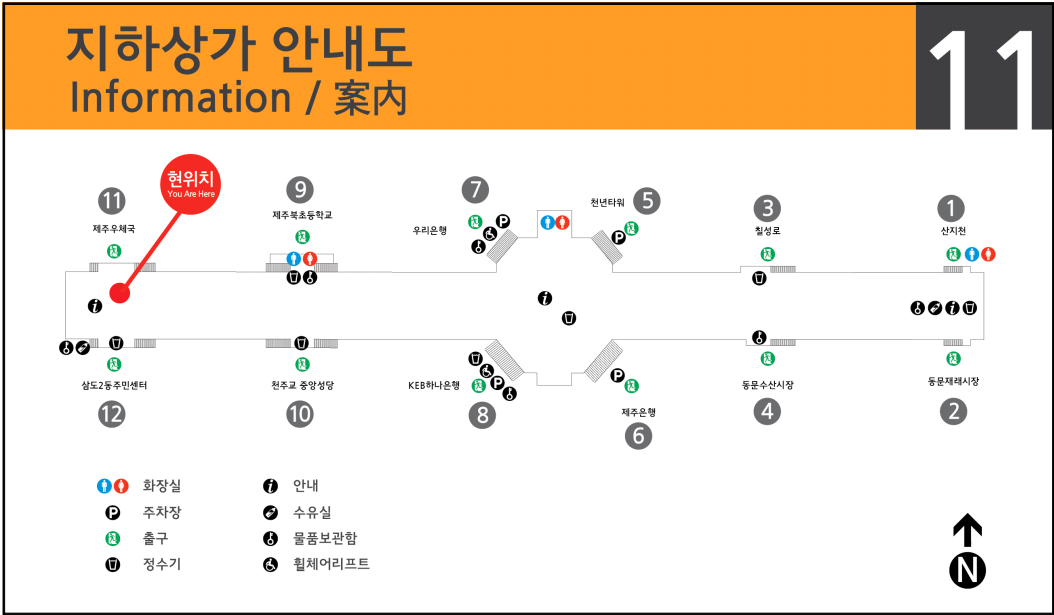 지하상가 안내도
Information / 案内
11
현위치
You Are Here
11
제주우체국
9
제주북초등학교
7
우리은행
천년타워
5
3
칠성로
1
산지천
삼도2동주민센터
12
천주교 중앙성당
10
KEB하나은행
8
제주은행
6
동문수산시장
4
동문재래시장
2
화장실
안내
P 주차장
수유실
출구
물품보관함
정수기
휠체어리프트
N